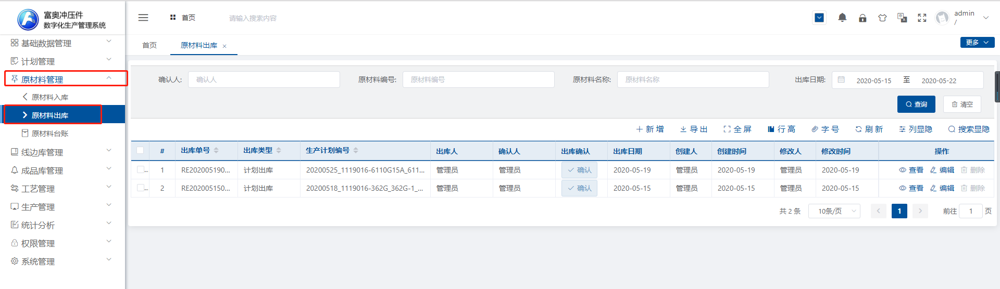 富奥冲压件
数字化生产管理系统
首页
请输入搜索内容
admin
/
基础数据管理
计划管理
原材料管理
原材料入库
原材料出库
原材料台账
线边库管理
成品库管理
工艺管理
生产管理
统计分析
权限管理
系统管理
首页 原材料出库 ×
更多
确认人: 确认人 原材料编号: 原材料编号 原材料名称: 原材料名称 出库日期: 2020-05-15 至 2020-05-22
查询 清空
新增 导出 全屏 行高 字号 刷新 列显隐 搜索显隐
# 出库单号 出库类型 生产计划编号 出库人 确认人 出库确认 出库日期 创建人 创建时间 修改人 修改时间 操作
.. 1 RE202005190... 计划出库 20200525_1119016-6110G15A_611... 管理员 管理员 确认 2020-05-19 管理员 2020-05-19 管理员 2020-05-19 查看 编辑 删除
.. 2 RE202005150... 计划出库 20200518_1119016-362G_362G-1_... 管理员 管理员 确认 2020-05-15 管理员 2020-05-15 管理员 2020-05-15 查看 编辑 删除
共 2 条 10条/页 < 1 > 前往 1 页